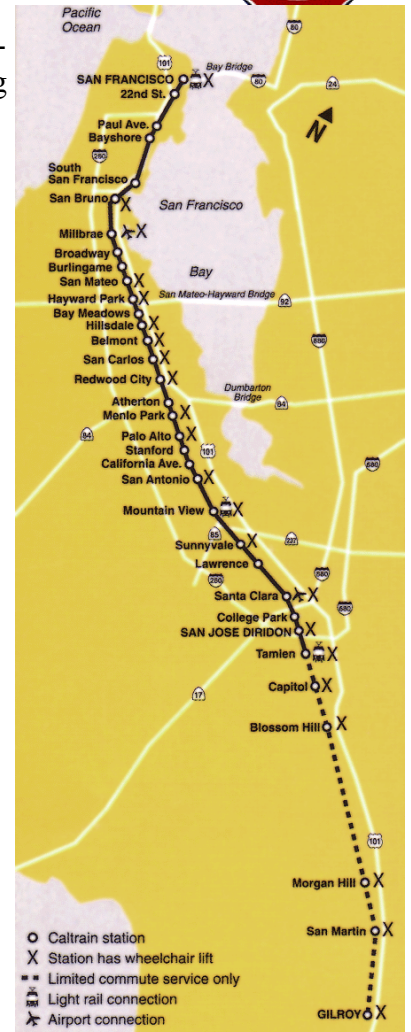 -
g
Pacific
Ocean
101
80
SAN FRANCISCO X
Bay Bridge
80
22nd St.
24
N
Paul Ave.
Bayshore
280
South
San Francisco
San Bruno X
San Francisco
Millbrae X
Broadway
Burlingame
Bay
San Mateo X
San Mateo-Hayward Bridge
Hayward Park X
92
Bay Meadows
Hillsdale X
Belmont X
880
San Carlos X
Redwood City X
Dumbarton
Bridge
Atherton
84
Menlo Park X
84
Palo Alto X
101
Stanford
680
California Ave.
San Antonio X
Mountain View X
85
237
Sunnyvale X
Lawrence
280
Santa Clara X
College Park
SAN JOSE DIRIDON X
Tamien X
Capitol X
17
Blossom Hill X
101
Morgan Hill X
San Martin X
Caltrain station
X Station has wheelchair lift
Limited commute service only
Light rail connection
Airport connection
GILROY X